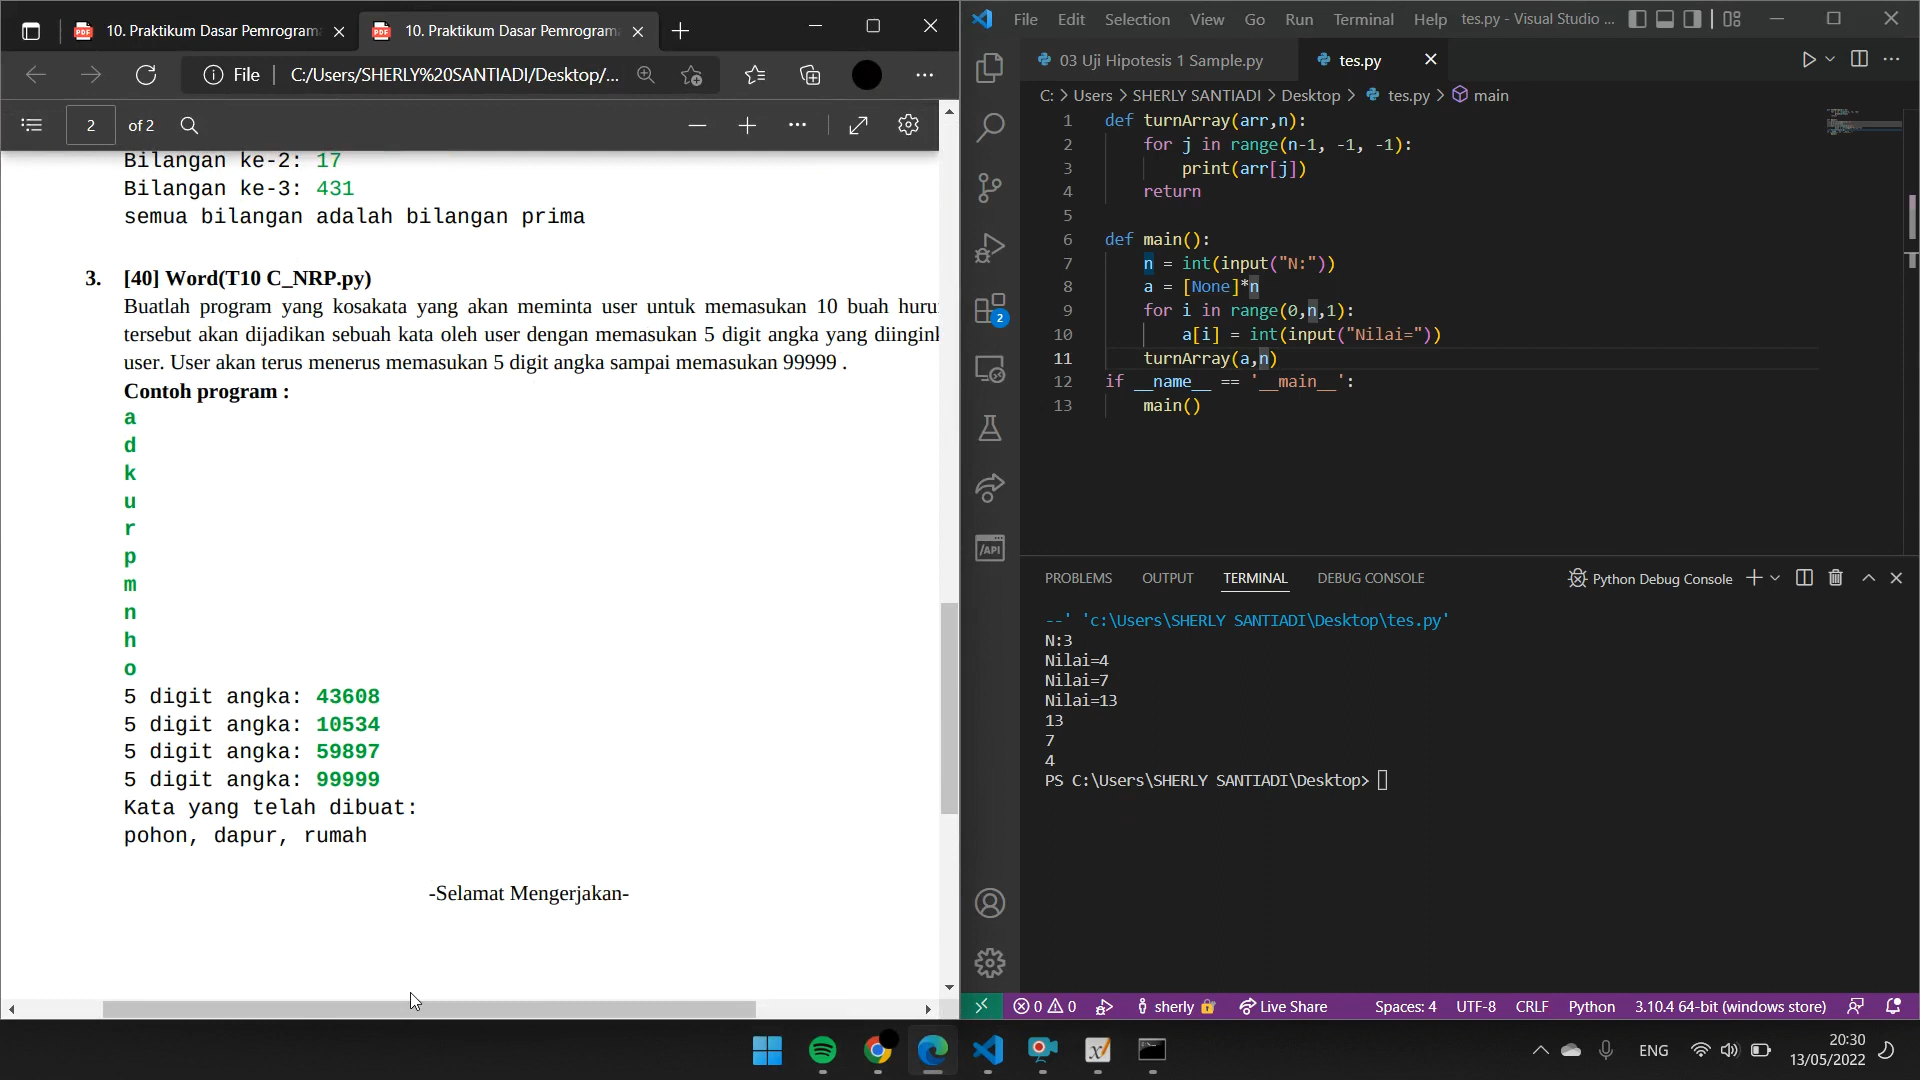 10. Praktikum Dasar Pemrogram
10. Praktikum Dasar Pemrogram
File
C:/Users/SHERLY%20SANTIADI/Desktop/...
2 of 2
Bilangan ke-2: 17
Bilangan ke-3: 431
semua bilangan adalah bilangan prima
3. [40] Word(T10 C_NRP.py)
Buatlah program yang kosakata yang akan meminta user untuk memasukan 10 buah huru
tersebut akan dijadikan sebuah kata oleh user dengan memasukan 5 digit angka yang diingin
user. User akan terus menerus memasukan 5 digit angka sampai memasukan 99999 .
Contoh program :
a
d
k
u
r
p
m
n
h
o
5 digit angka: 43608
5 digit angka: 10534
5 digit angka: 59897
5 digit angka: 99999
Kata yang telah dibuat:
pohon, dapur, rumah
-Selamat Mengerjakan-
File Edit Selection View Go Run Terminal Help tes.py - Visual Studio ...
03 Uji Hipotesis 1 Sample.py
tes.py
C: > Users > SHERLY SANTIADI > Desktop > tes.py > main
1 def turnArray(arr,n):
2 for j in range(n-1, -1, -1):
3 print(arr[j])
4 return
5
6 def main():
7 n = int(input("N:"))
8 a = [None]*n
9 for i in range(0,n,1):
10 a[i] = int(input("Nilai="))
11 turnArray(a,n)
12 if __name__ == '__main__':
13 main()
2
/API
PROBLEMS OUTPUT TERMINAL DEBUG CONSOLE
Python Debug Console
--' 'c:\Users\SHERLY SANTIADI\Desktop\tes.py'
N:3
Nilai=4
Nilai=7
Nilai=13
13
7
4
PS C:\Users\SHERLY SANTIADI\Desktop>
0 0 sherly Live Share Spaces: 4 UTF-8 CRLF Python 3.10.4 64-bit (windows store)
ENG
20:30
13/05/2022